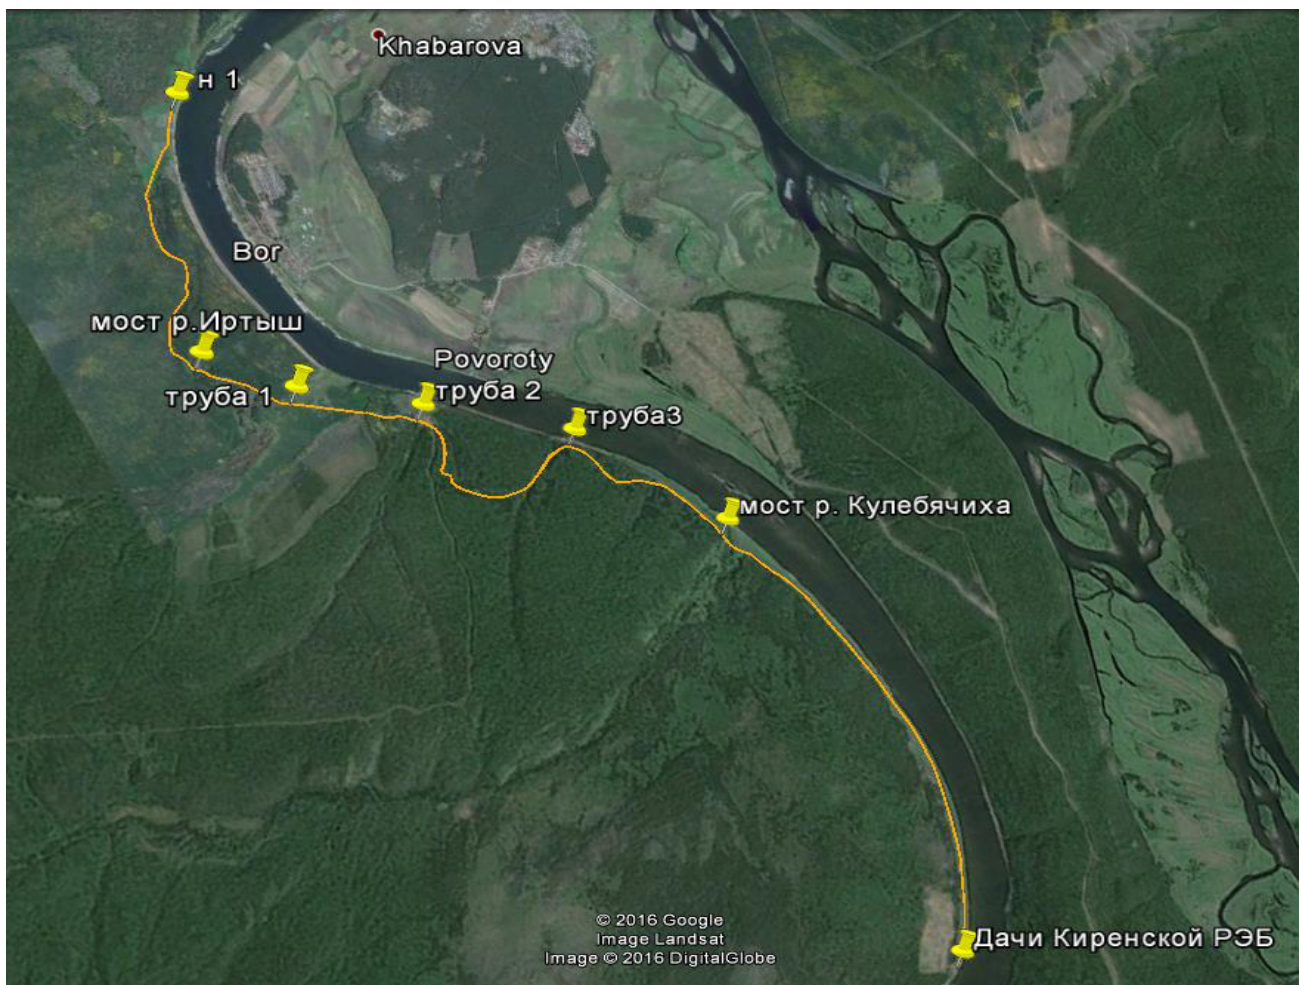 Khabarova
н 1
Bor
мост р.Иртыш
Povoroty
труба 1
труба 2
труба3
мост р. Кулебячиха
Дачи Киренской РЭБ
© 2016 Google
Image Landsat
Image © 2016 DigitalGlobe